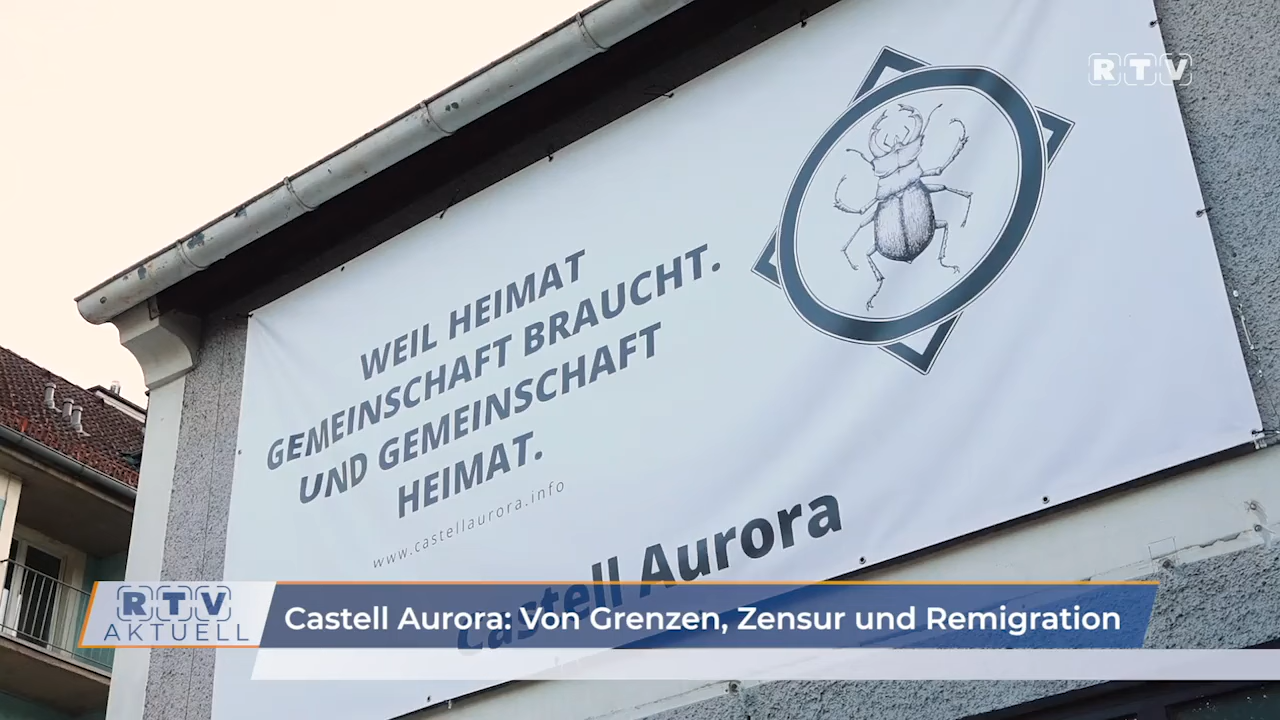 RTV
WEIL HEIMAT
GEMEINSCHAFT BRAUCHT.
UND GEMEINSCHAFT
HEIMAT.
www.castellaurora.info
Castell Aurora
RTV
AKTUELL
Castell Aurora: Von Grenzen, Zensur und Remigration